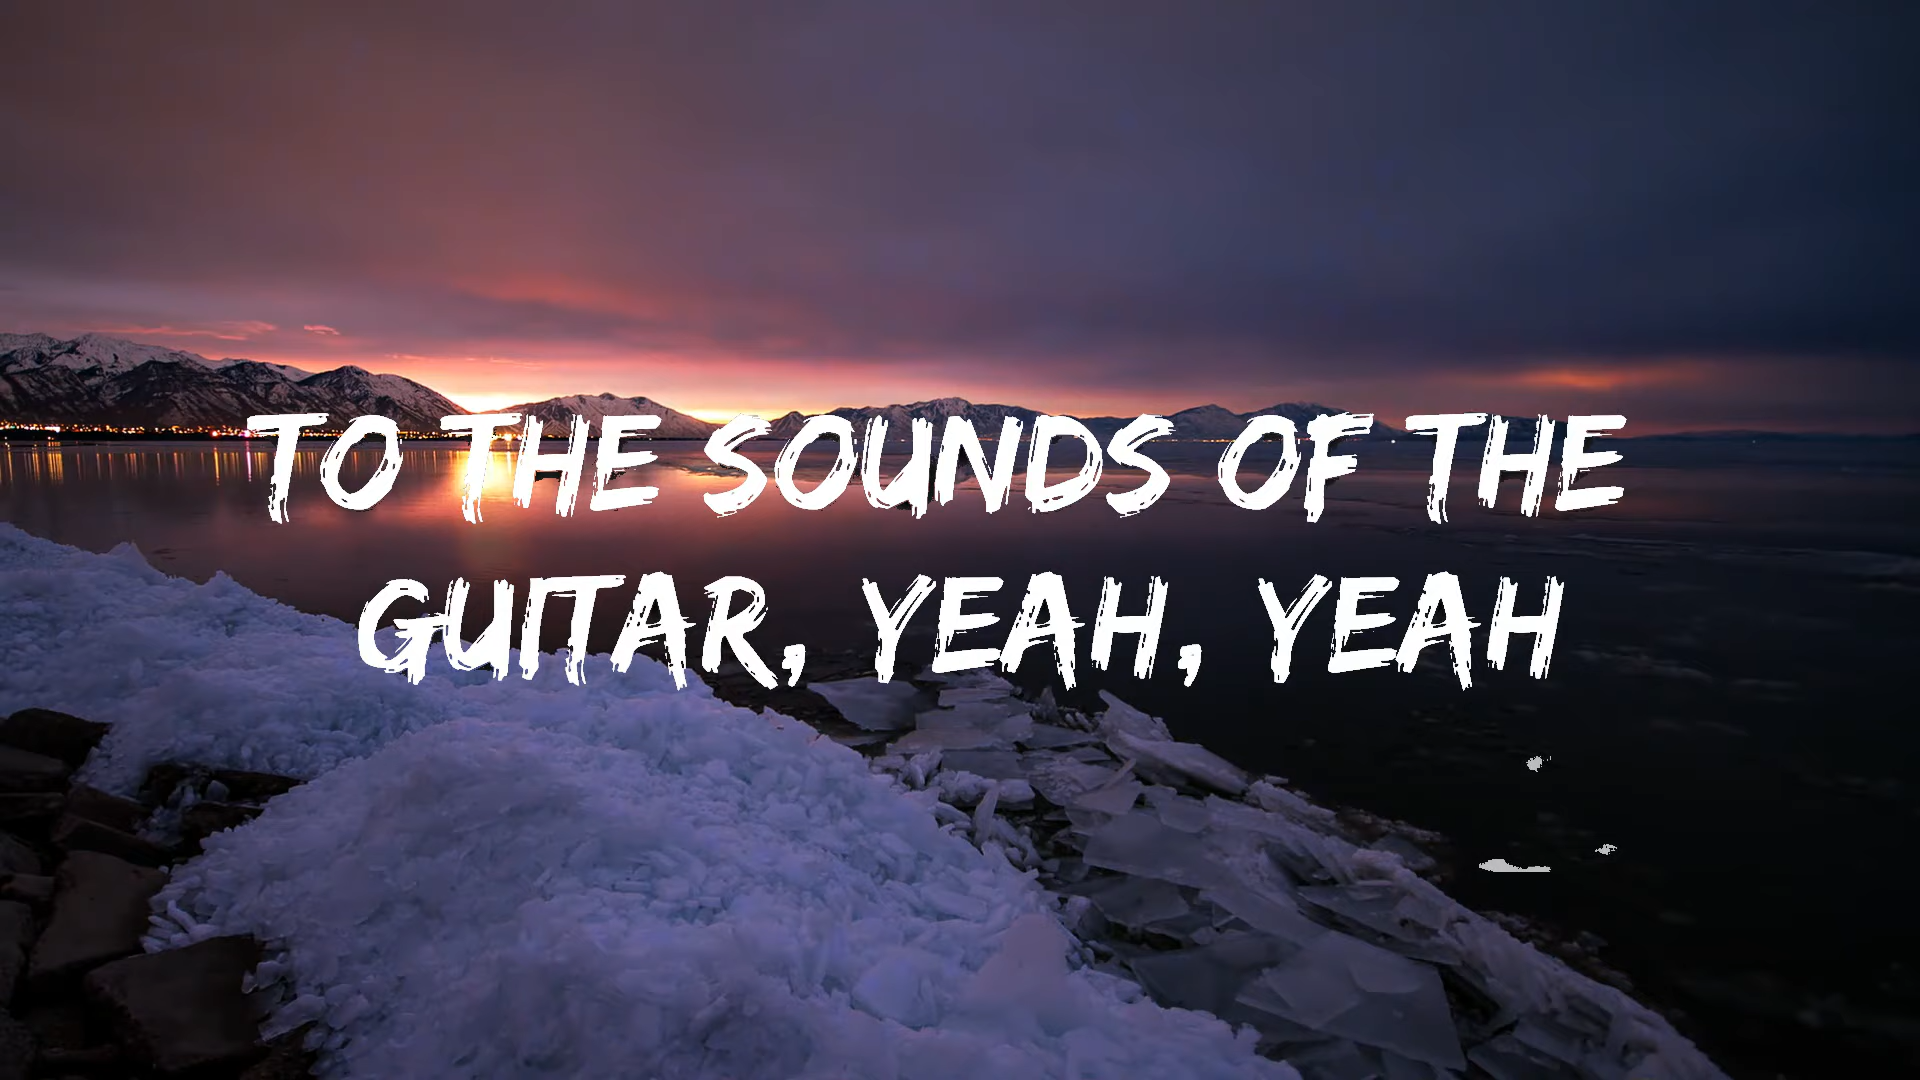 TO THE SOUNDS OF THE
GUITAR, YEAH, YEAH